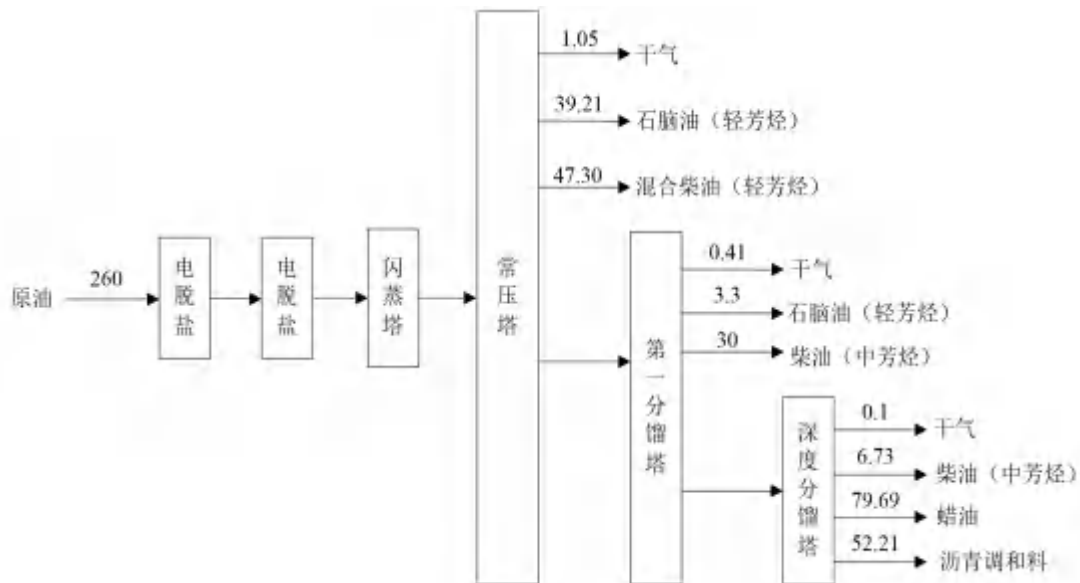 原油
260
电脱盐
电脱盐
闪蒸塔
常压塔
1.05
干气
39.21
石脑油（轻芳烃）
47.30
混合柴油（轻芳烃）
第一分馏塔
0.41
干气
3.3
石脑油（轻芳烃）
30
柴油（中芳烃）
深度分馏塔
0.1
干气
6.73
柴油（中芳烃）
79.69
蜡油
52.21
沥青调和料